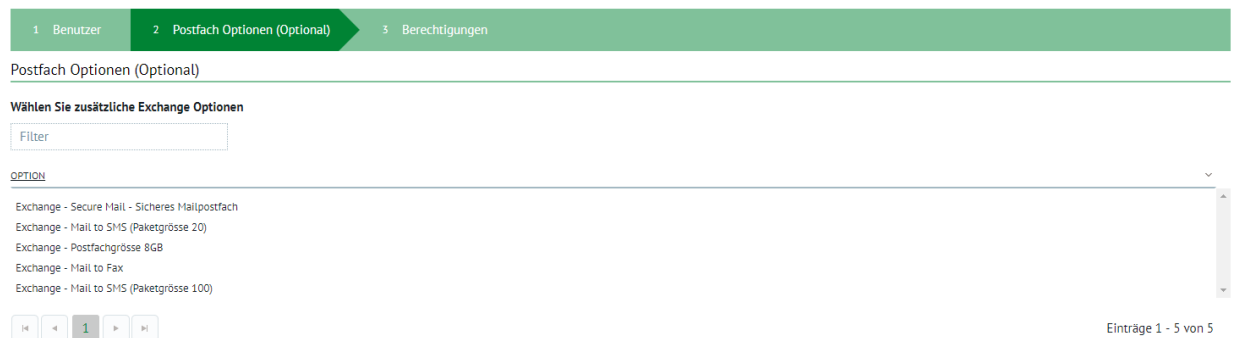 1 Benutzer 2 Postfach Optionen (Optional) 3 Berechtigungen
Postfach Optionen (Optional)
Wählen Sie zusätzliche Exchange Optionen
Filter
OPTION
Exchange - Secure Mail - Sicheres Mailpostfach
Exchange - Mail to SMS (Paketgrösse 20)
Exchange - Postfachgrösse 8GB
Exchange - Mail to Fax
Exchange - Mail to SMS (Paketgrösse 100)
1 Einträge 1 - 5 von 5